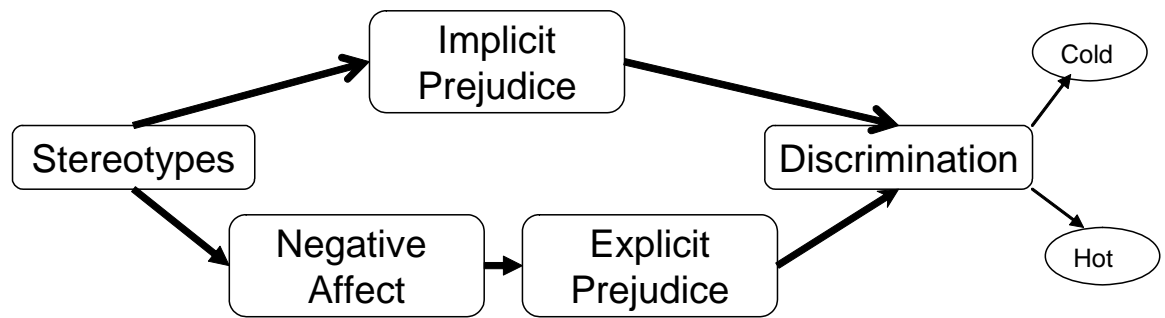 Implicit
Prejudice
Cold
Stereotypes
Discrimination
Negative
Affect
Explicit
Prejudice
Hot